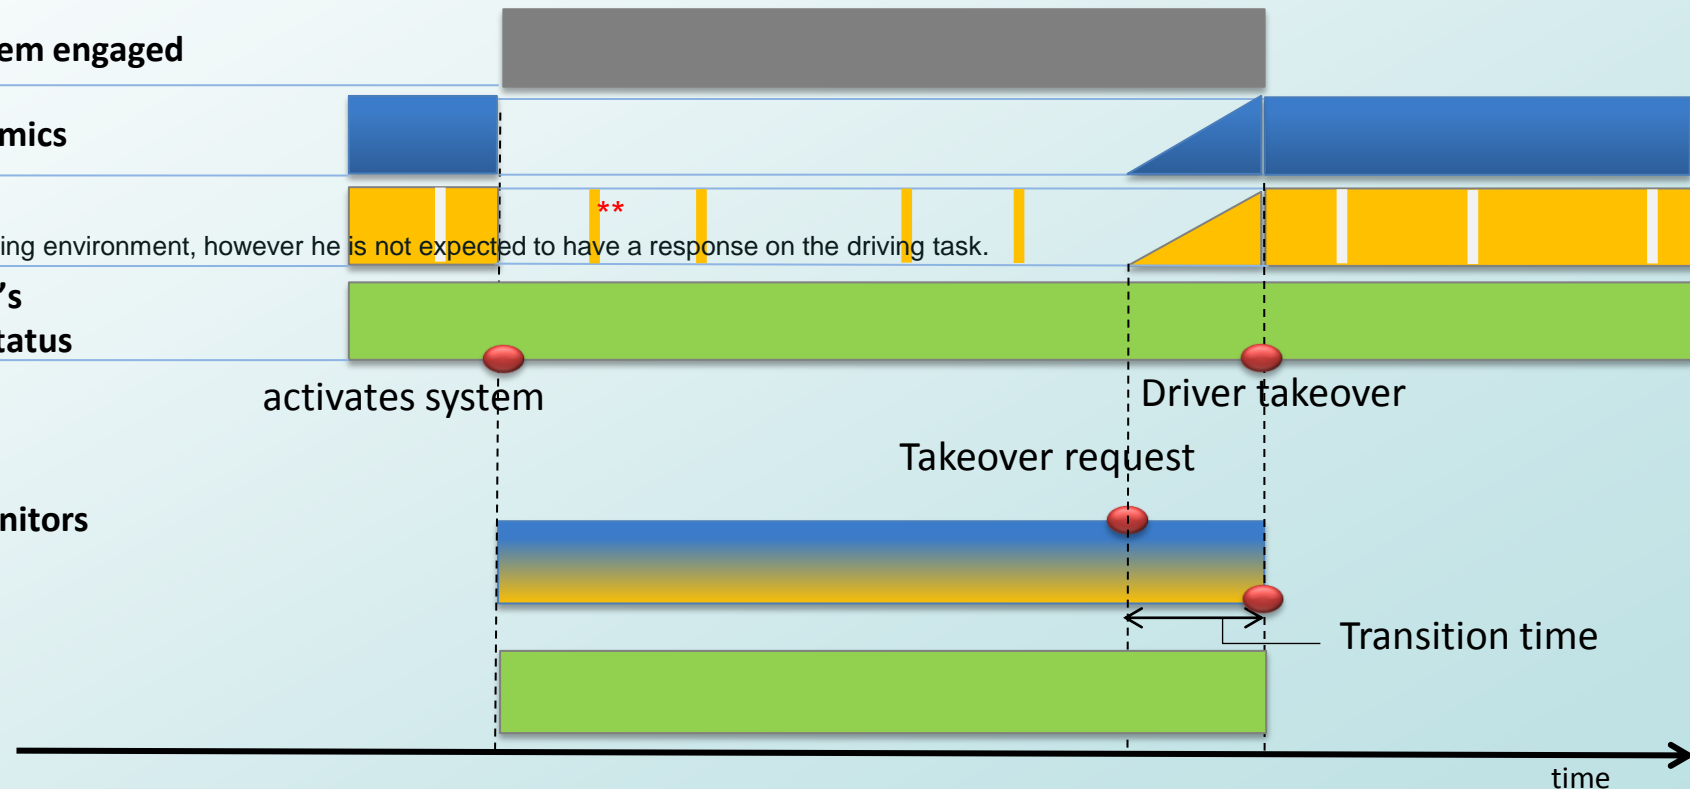 em engaged
mics
**
ing environment, however he is not expected to have a response on the driving task.
's
tatus
activates system
Driver takeover
Takeover request
nitors
Transition time
time